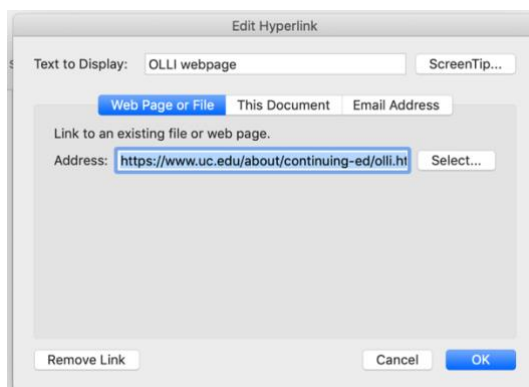 Edit Hyperlink
Text to Display: OLLI webpage ScreenTip...
Web Page or File This Document Email Address
Link to an existing file or web page.
Address: https://www.uc.edu/about/continuing-ed/olli.ht Select...
Remove Link Cancel OK